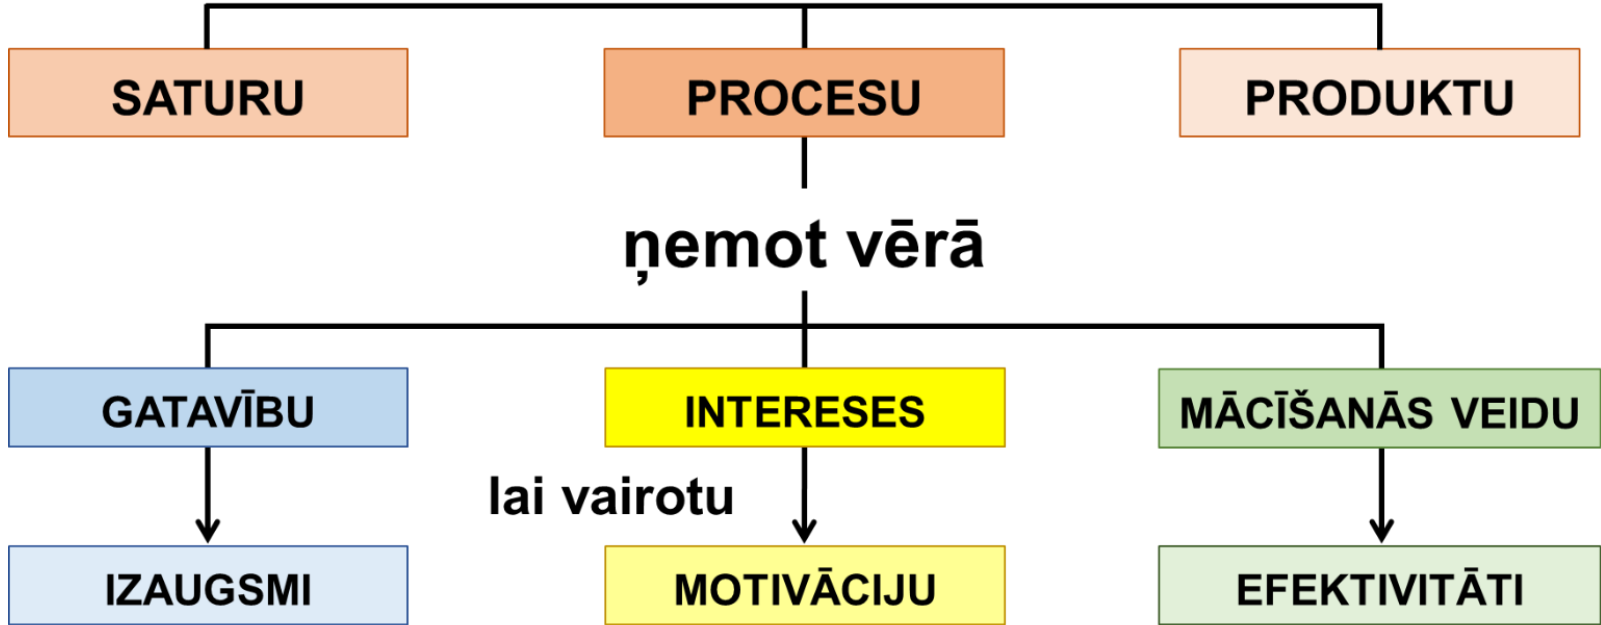 SATURU
PROCESU
PRODUKTU
ņemot vērā
GATAVĪBU
INTERESES
MĀCĪŠANĀS VEIDU
lai vairotu
IZAUGSMI
MOTIVĀCIJU
EFEKTIVITĀTI